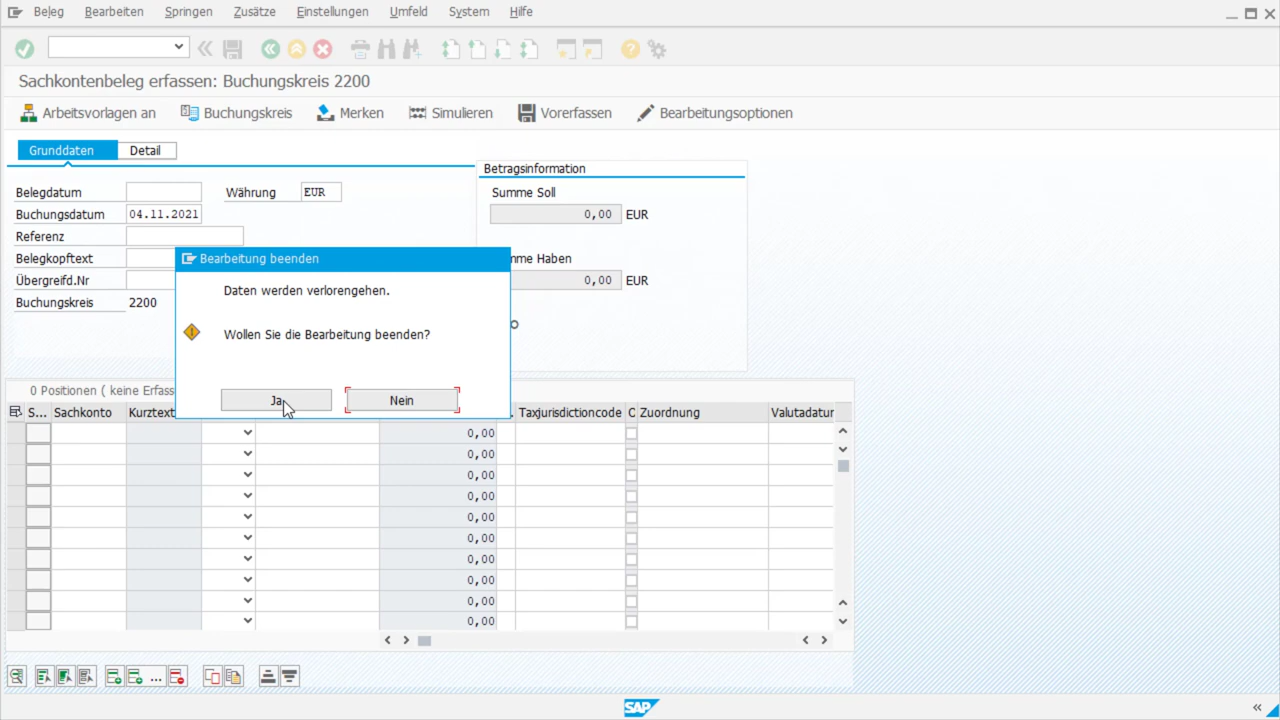 Beleg Bearbeiten Springen Zusätze Einstellungen Umfeld System Hilfe
Sachkontenbeleg erfassen: Buchungskreis 2200
Arbeitsvorlagen an Buchungskreis Merken Simulieren Vorerfassen Bearbeitungsoptionen
Grunddaten Detail
Betragsinformation
Belegdatum Währung EUR Summe Soll
Buchungsdatum 04.11.2021 0,00 EUR
Referenz
Belegkopftext
Bearbeitung beenden
Übergreifd.Nr 0,00 EUR
Daten werden verlorengehen.
Buchungskreis 2200
Wollen Sie die Bearbeitung beenden?
0 Positionen ( keine Erfass
Ja Nein
S... Sachkonto Kurztext Taxjurisdictioncode Zuordnung Valutadatur
0,00
0,00
0,00
0,00
0,00
0,00
0,00
0,00
0,00
0,00
SAP